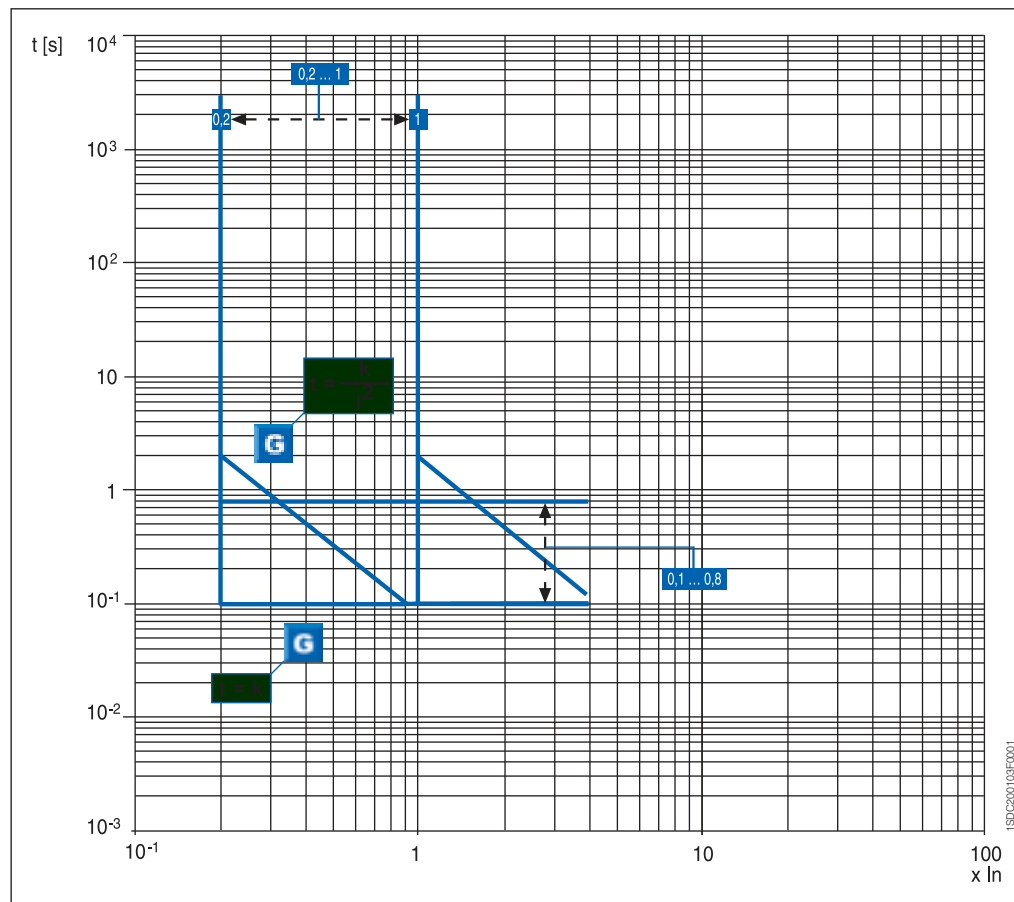 t [s]
10⁴
0,2 ... 1
0,2
1
10³
10²
t = k/I²
10
G
1
0,1 ... 0,8
10⁻¹
G
t = k
10⁻²
10⁻³
10⁻¹
1
10
100
x In
1SDC200103F0001